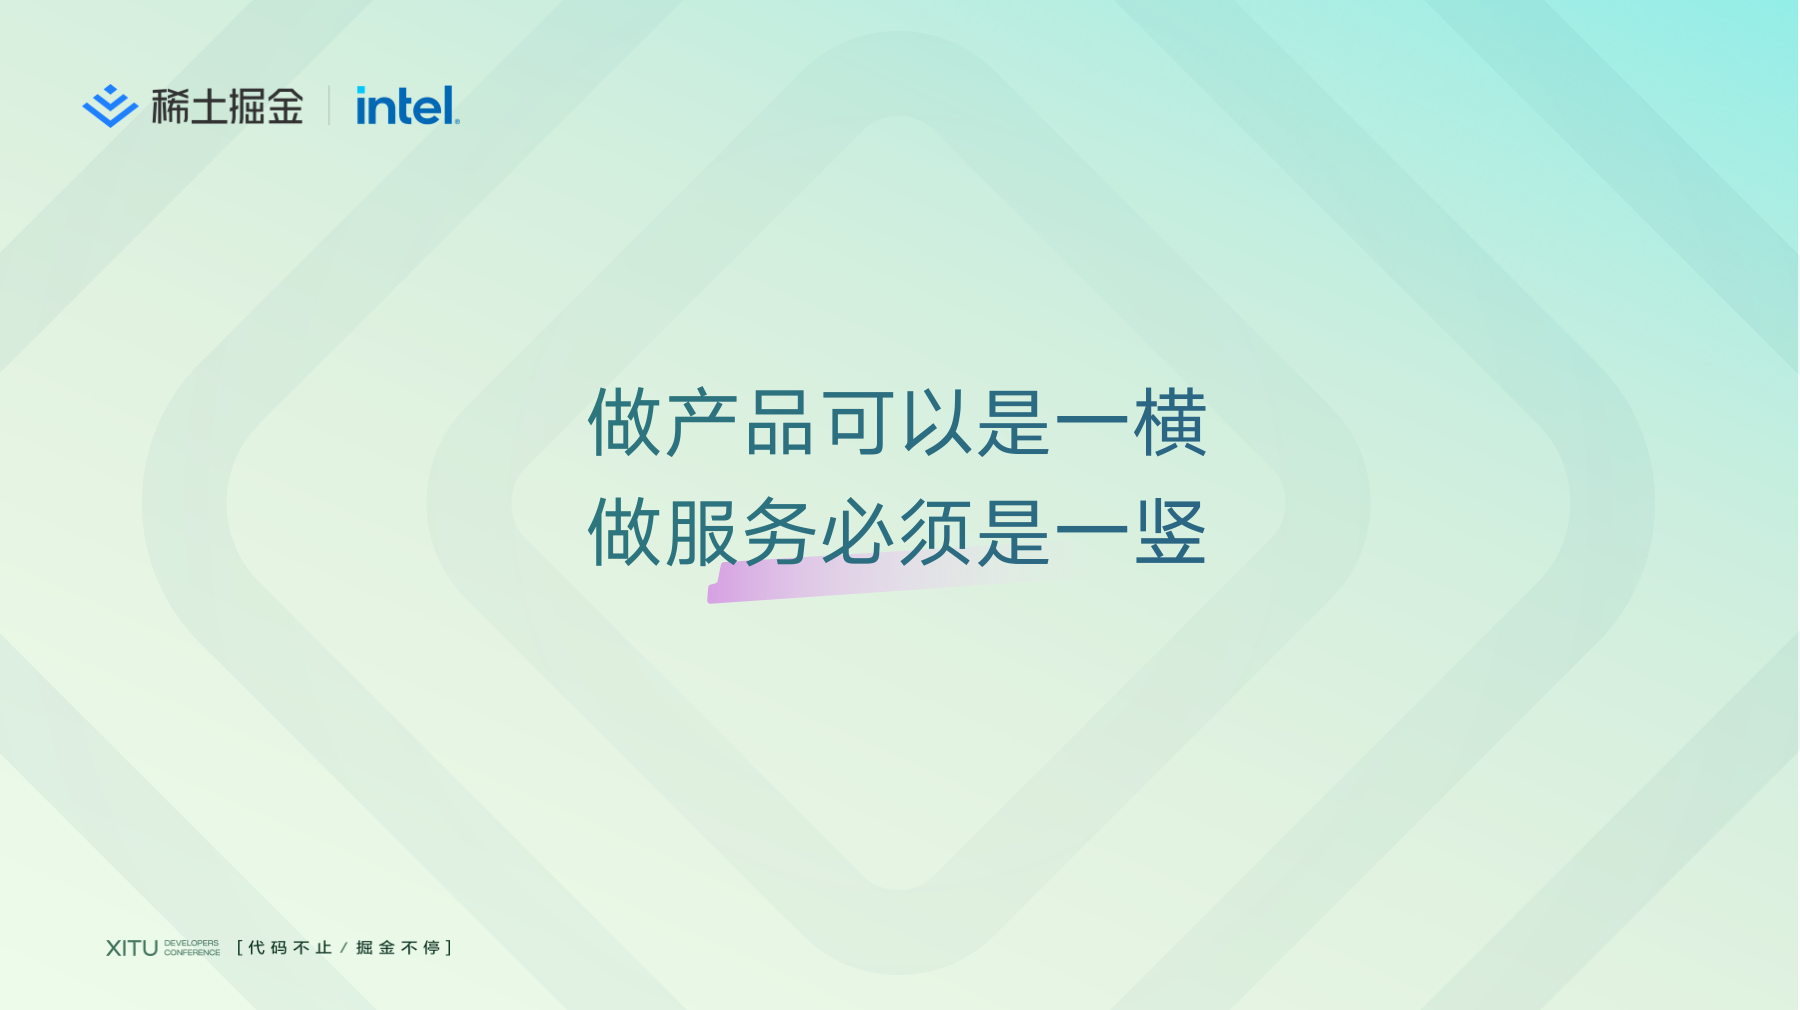 稀土掘金 | intel®
做产品可以是一横
做服务必须是一竖
XITU DEVELOPERS CONFERENCE [代码不止 / 掘金不停]